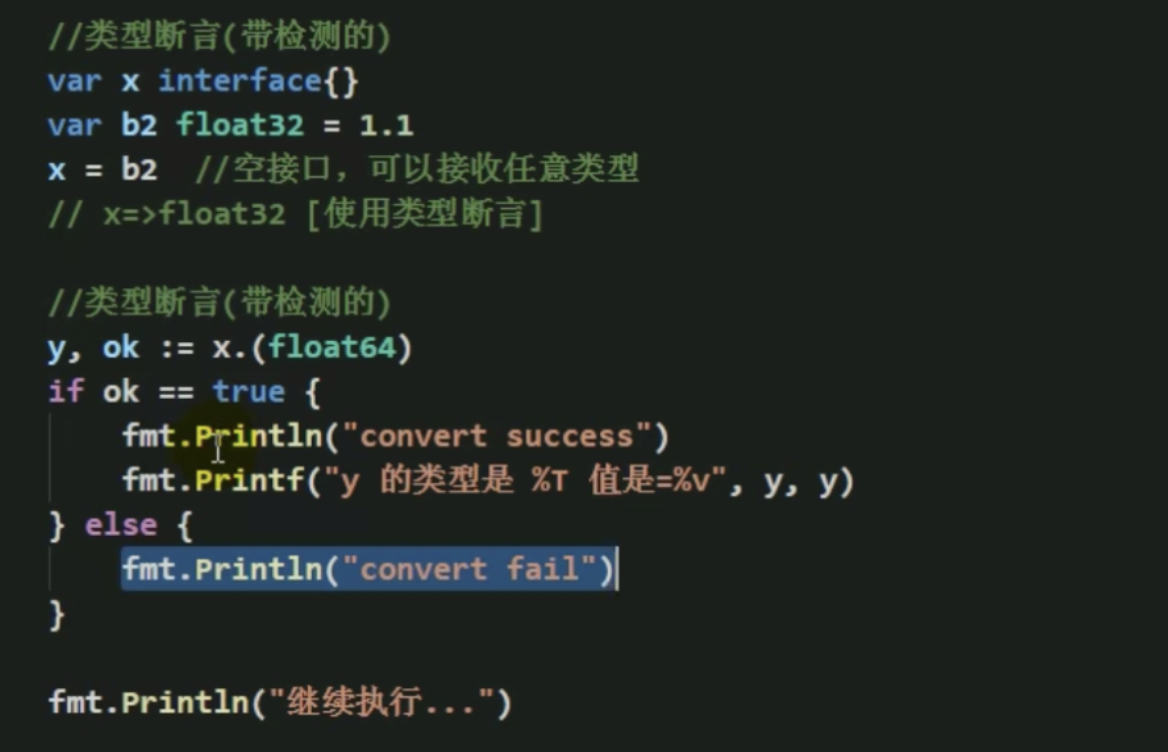 //类型断言(带检测的)
var x interface{}
var b2 float32 = 1.1
x = b2  //空接口，可以接收任意类型
// x=>float32 [使用类型断言]
//类型断言(带检测的)
y, ok := x.(float64)
if ok == true {
    fmt.Println("convert success")
    fmt.Printf("y 的类型是 %T 值是=%v", y, y)
} else {
    fmt.Println("convert fail")
}
fmt.Println("继续执行...")